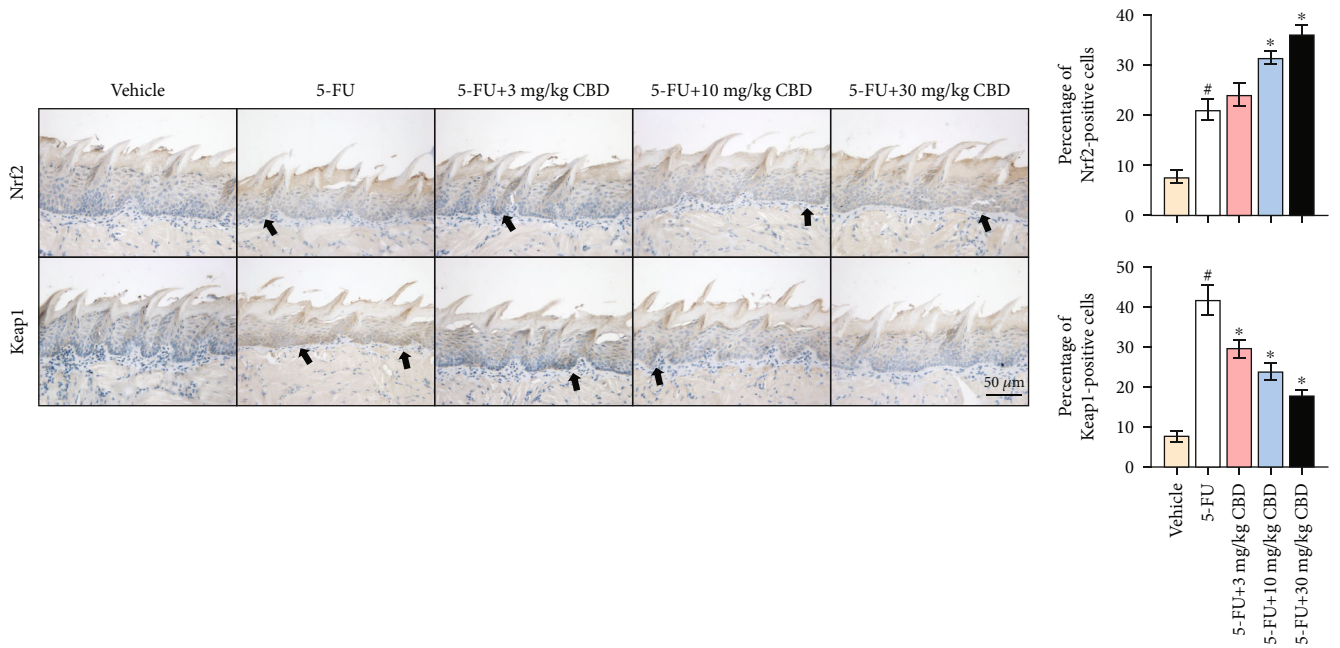 Vehicle
5-FU
5-FU+3 mg/kg CBD
5-FU+10 mg/kg CBD
5-FU+30 mg/kg CBD
Nrf2
Keap1
50 μm
Percentage of
Nrf2-positive cells
40
30
20
10
0
#
*
*
Percentage of
Keap1-positive cells
50
40
30
20
10
0
#
*
*
*
Vehicle
5-FU
5-FU+3 mg/kg CBD
5-FU+10 mg/kg CBD
5-FU+30 mg/kg CBD